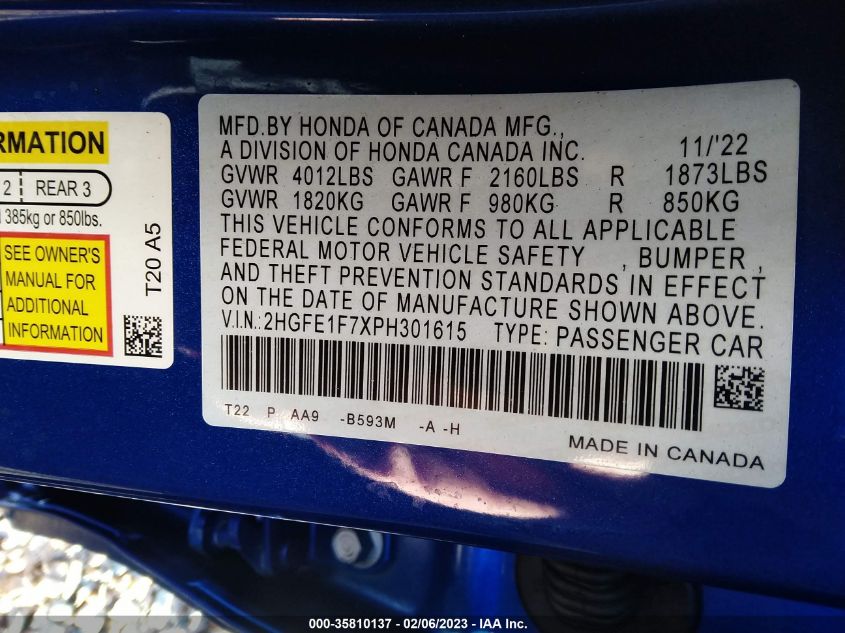 RMATION
2 REAR 3
385kg or 850lbs.
SEE OWNER'S
MANUAL FOR
ADDITIONAL
INFORMATION
T20 A5
MFD.BY HONDA OF CANADA MFG.,
A DIVISION OF HONDA CANADA INC. 11/'22
GVWR 4012LBS GAWR F 2160LBS R 1873LBS
GVWR 1820KG GAWR F 980KG R 850KG
THIS VEHICLE CONFORMS TO ALL APPLICABLE
FEDERAL MOTOR VEHICLE SAFETY , BUMPER ,
AND THEFT PREVENTION STANDARDS IN EFFECT
ON THE DATE OF MANUFACTURE SHOWN ABOVE.
V.I.N.:2HGFE1F7XPH301615 TYPE: PASSENGER CAR
T22 P AA9 -B593M -A -H
MADE IN CANADA
000-35810137 - 02/06/2023 - IAA Inc.